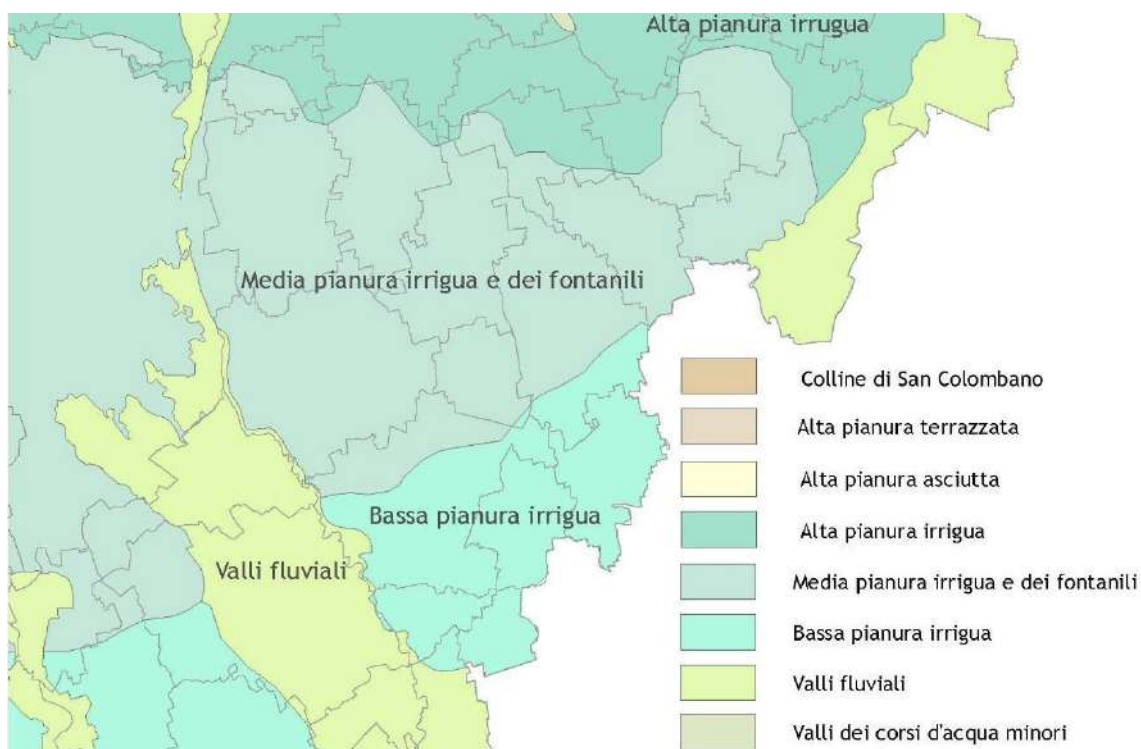 Alta pianura irrugua
Media pianura irrigua e dei fontanili
Colline di San Colombano
Alta pianura terrazzata
Alta pianura asciutta
Bassa pianura irrigua
Alta pianura irrigua
Valli fluviali
Media pianura irrigua e dei fontanili
Bassa pianura irrigua
Valli fluviali
Valli dei corsi d'acqua minori